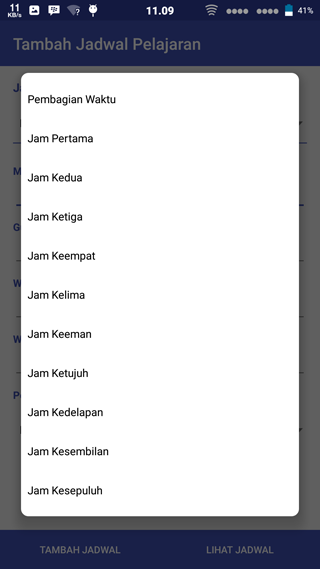 11
KB/s
11.09
41%
Tambah Jadwal Pelajaran
Pembagian Waktu
Jam Pertama
Jam Kedua
Jam Ketiga
Jam Keempat
Jam Kelima
Jam Keeman
Jam Ketujuh
Jam Kedelapan
Jam Kesembilan
Jam Kesepuluh
TAMBAH JADWAL
LIHAT JADWAL